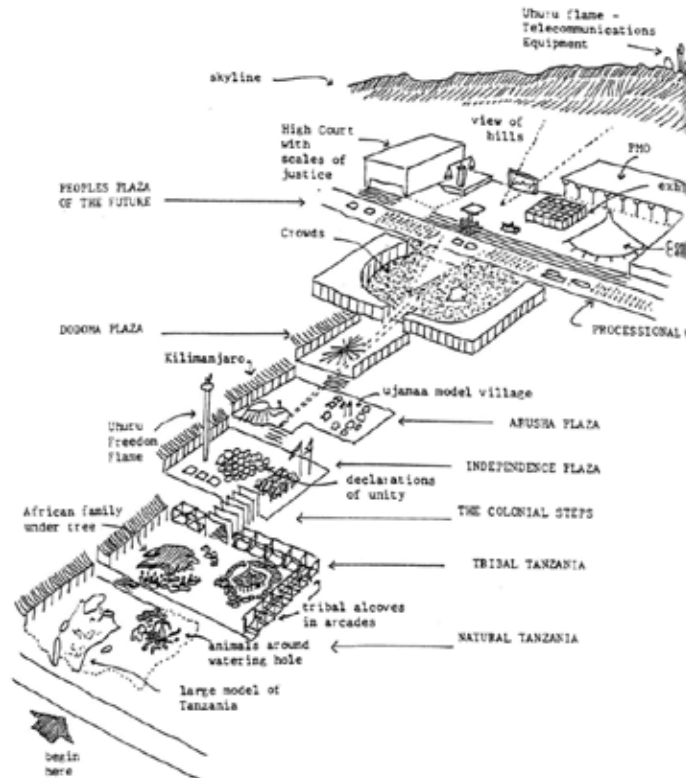 Uhuru flame -
Telecommunications
Equipment
skyline
view of
hills
High Court
with
scales of
justice
PMO
PEOPLES PLAZA
OF THE FUTURE
Crowds
DODOMA PLAZA
PROCESSIONAL
Kilimanjaro
ujamaa model village
Uhuru
Freedom
Flame
ARUSHA PLAZA
INDEPENDENCE PLAZA
declarations
of unity
African family
under tree
THE COLONIAL STEPS
TRIBAL TANZANIA
tribal alcoves
in arcades
NATURAL TANZANIA
animals around
watering hole
large model of
Tanzania
begin
here